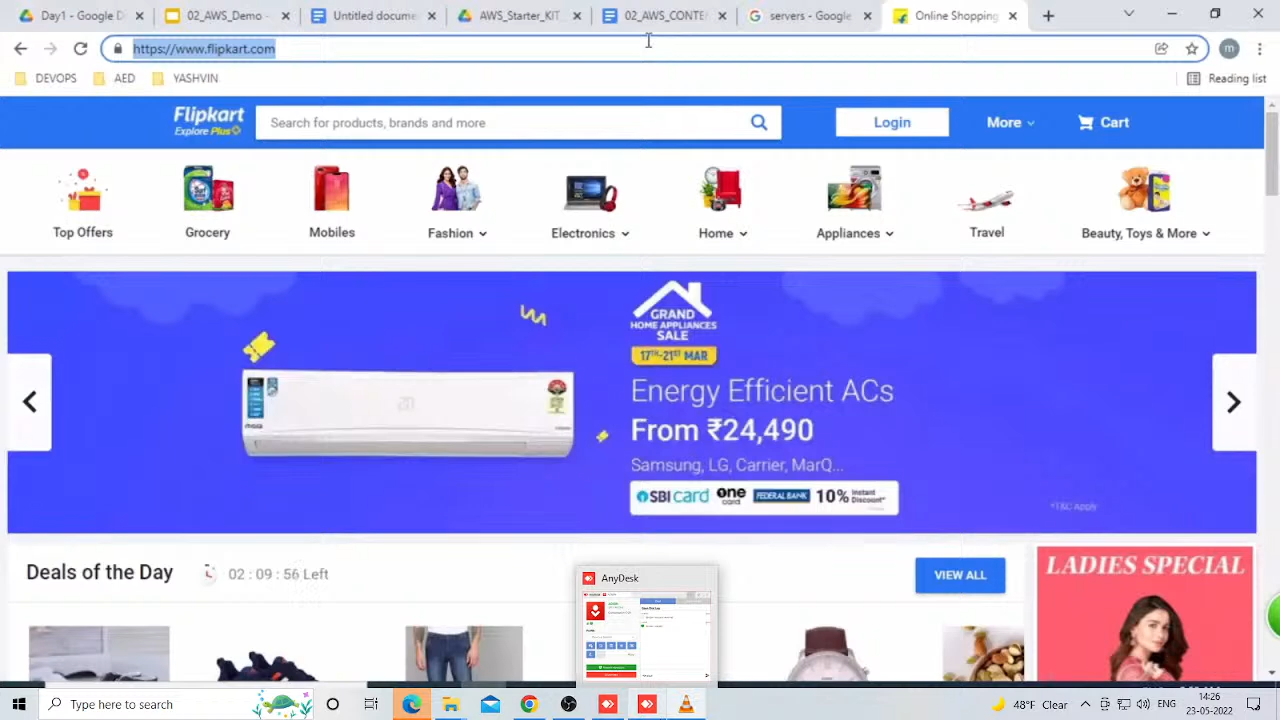 Day1 - Google Driv
02_AWS_Demo -
Untitled docume
AWS_Starter_KIT
02_AWS_CONTE
servers - Google
Online Shopping
https://www.flipkart.com
m
DEVOPS
AED
YASHVIN
Reading list
Flipkart
Explore Plus
Search for products, brands and more
Login
More
Cart
Top Offers
Grocery
Mobiles
Fashion
Electronics
Home
Appliances
Travel
Beauty, Toys & More
GRAND
HOME APPLIANCES
SALE
17TH-21ST MAR
Energy Efficient ACs
From ₹24,490
Samsung, LG, Carrier, MarQ...
SBI card
one card
FEDERAL BANK
10% Instant Discount*
*T&C Apply
Deals of the Day
02 : 09 : 56 Left
VIEW ALL
LADIES SPECIAL
AnyDesk
Type here to search
48°F Clear
ENG
14:26
23-05-2022